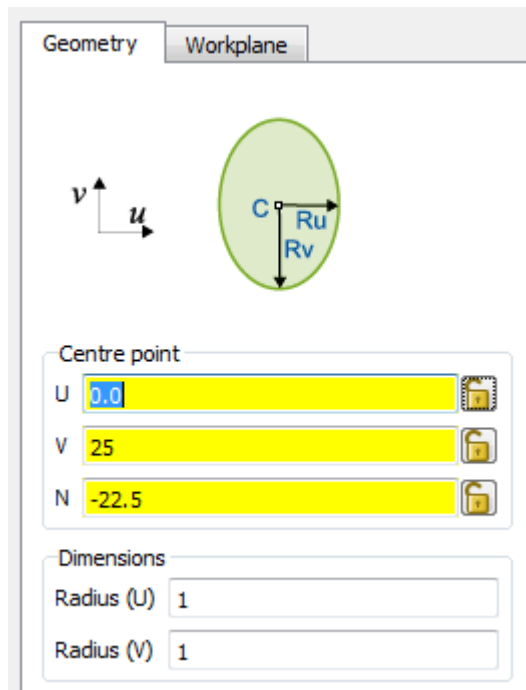 Geometry Workplane
v
u
C
Ru
Rv
Centre point
U 0.0
V 25
N -22.5
Dimensions
Radius (U) 1
Radius (V) 1